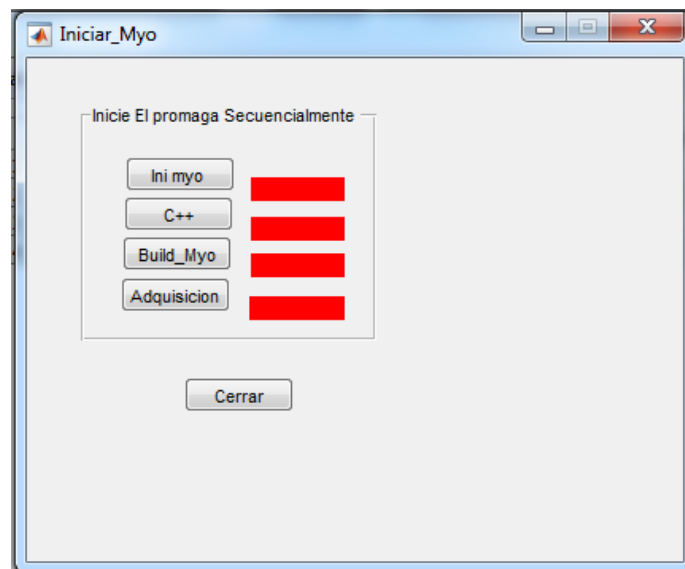 Iniciar_Myo
Inicie El promaga Secuencialmente
Ini myo
C++
Build_Myo
Adquisicion
Cerrar